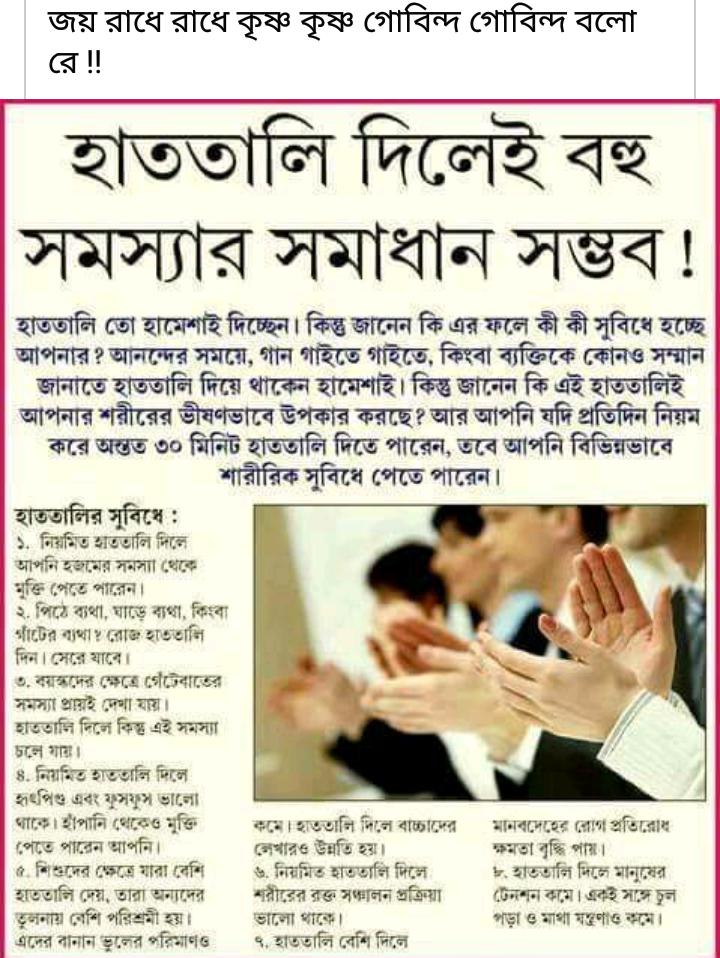 জয় রাধে রাধে কৃষ্ণ কৃষ্ণ গোবিন্দ গোবিন্দ বলো
রে !!
হাততালি দিলেই বহু
সমস্যার সমাধান সম্ভব !
হাততালি তো হামেশাই দিচ্ছেন। কিন্তু জানেন কি এর ফলে কী কী সুবিধে হচ্ছে
আপনার? আনন্দের সময়ে, গান গাইতে গাইতে, কিংবা ব্যক্তিকে কোনও সম্মান
জানাতে হাততালি দিয়ে থাকেন হামেশাই। কিন্তু জানেন কি এই হাততালিই
আপনার শরীরের ভীষণভাবে উপকার করছে? আর আপনি যদি প্রতিদিন নিয়ম
করে অন্তত ৩০ মিনিট হাততালি দিতে পারেন, তবে আপনি বিভিন্নভাবে
শারীরিক সুবিধে পেতে পারেন।
হাততালির সুবিধে :
১. নিয়মিত হাততালি দিলে
আপনি হজমের সমস্যা থেকে
মুক্তি পেতে পারেন।
২. পিঠে ব্যথা, ঘাড়ে ব্যথা, কিংবা
গাঁটের ব্যথা? রোজ হাততালি
দিন। সেরে যাবে।
৩. বয়স্কদের ক্ষেত্রে গেঁটেবাতের
সমস্যা প্রায়ই দেখা যায়।
হাততালি দিলে কিন্তু এই সমস্যা
চলে যায়।
৪. নিয়মিত হাততালি দিলে
হৃৎপিণ্ড এবং ফুসফুস ভালো
থাকে। হাঁপানি থেকেও মুক্তি
পেতে পারেন আপনি।
৫. শিশুদের ক্ষেত্রে যারা বেশি
হাততালি দেয়, তারা অন্যদের
তুলনায় বেশি পরিশ্রমী হয়।
এদের বানান ভুলের পরিমাণও
কমে। হাততালি দিলে বাচ্চাদের
লেখারও উন্নতি হয়।
৬. নিয়মিত হাততালি দিলে
শরীরের রক্ত সঞ্চালন প্রক্রিয়া
ভালো থাকে।
৭. হাততালি বেশি দিলে
মানবদেহের রোগ প্রতিরোধ
ক্ষমতা বৃদ্ধি পায়।
৮. হাততালি দিলে মানুষের
টেনশন কমে। একই সঙ্গে চুল
পড়া ও মাথা যন্ত্রণাও কমে।